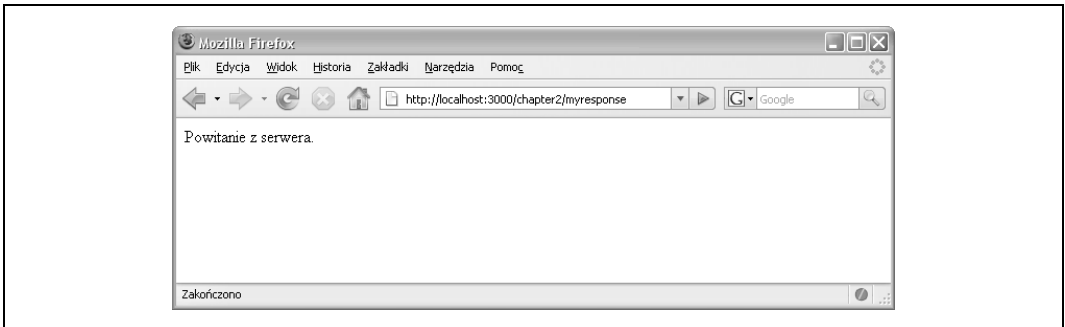 Mozilla Firefox
Plik Edycja Widok Historia Zakładki Narzędzia Pomoc
http://localhost:3000/chapter2/myresponse G Google
Powitanie z serwera.
Zakończono